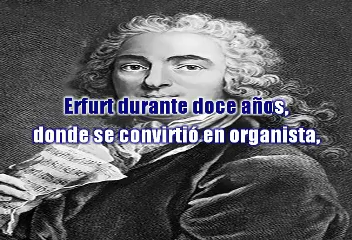 Erfurt durante doce años,
donde se convirtió en organista,